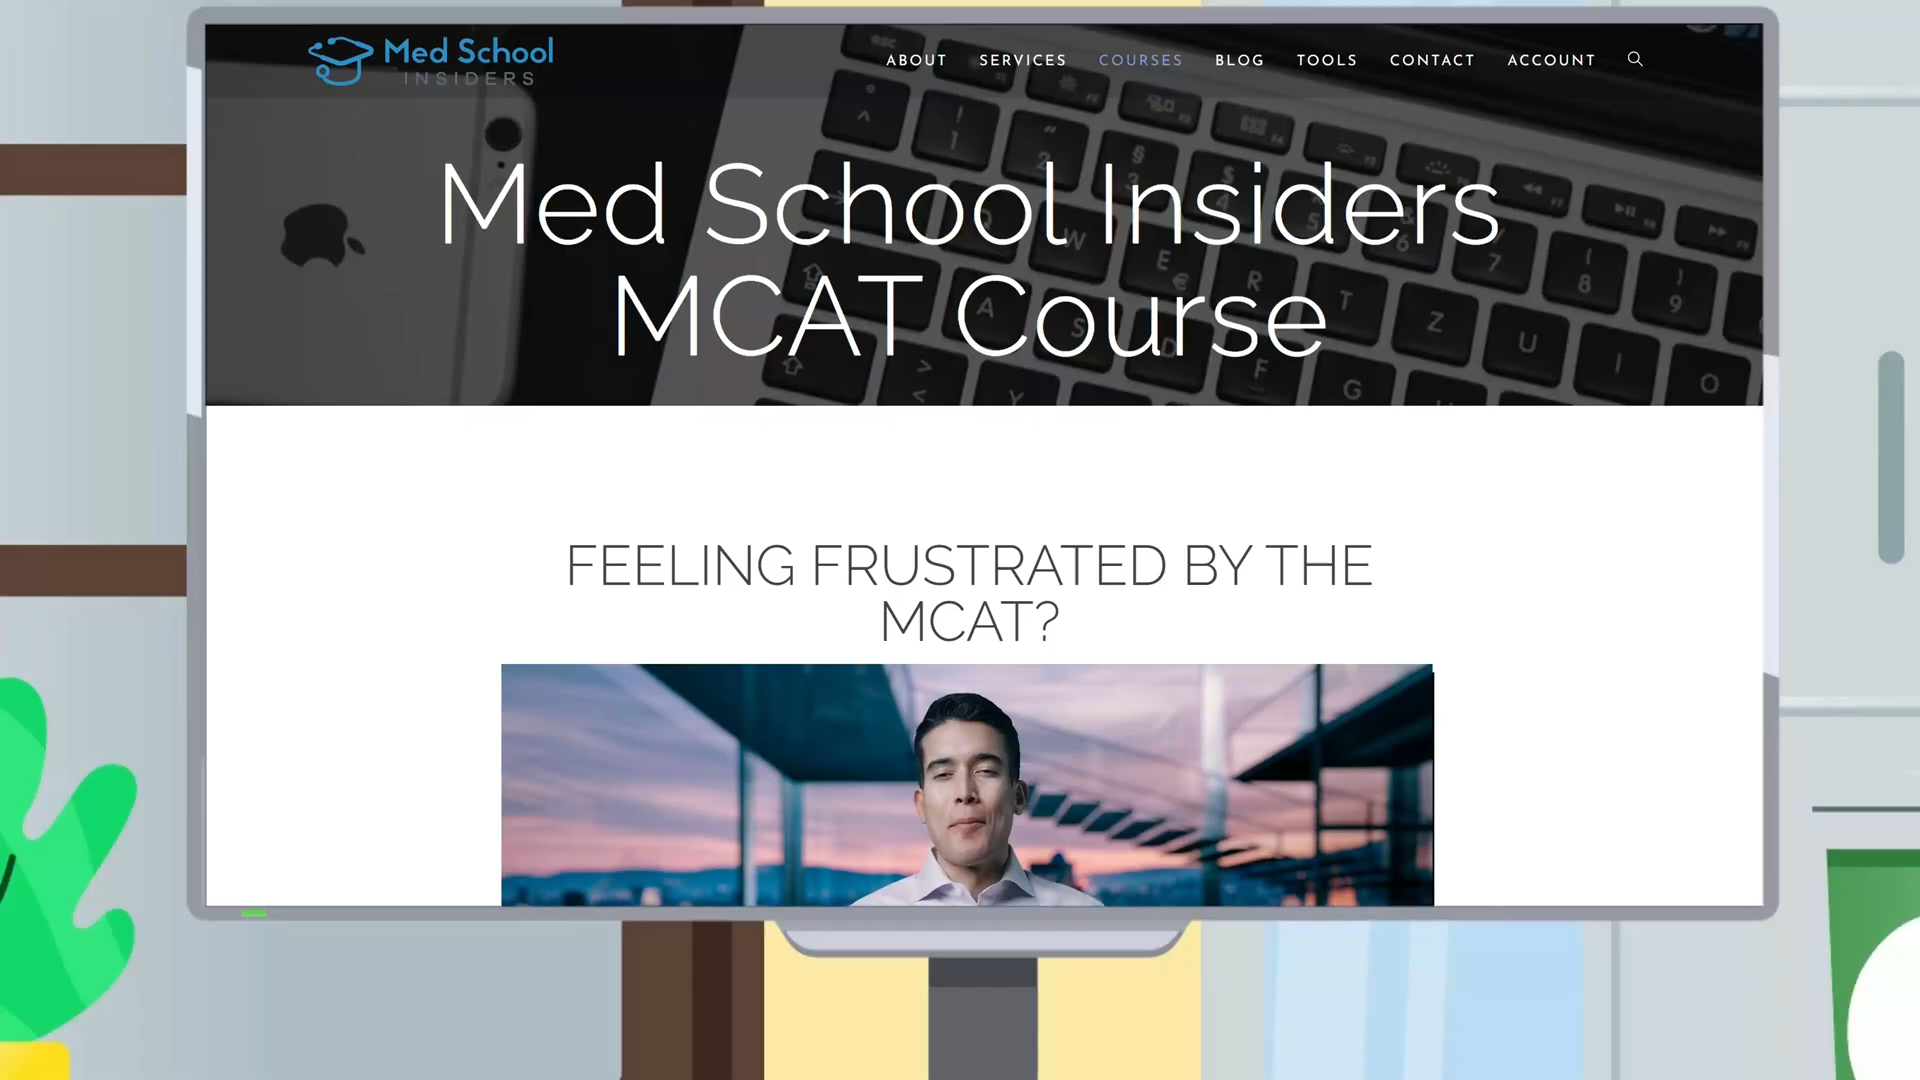 Med School
INSIDERS
ABOUT SERVICES COURSES BLOG TOOLS CONTACT ACCOUNT
Med School Insiders
MCAT Course
FEELING FRUSTRATED BY THE
MCAT?